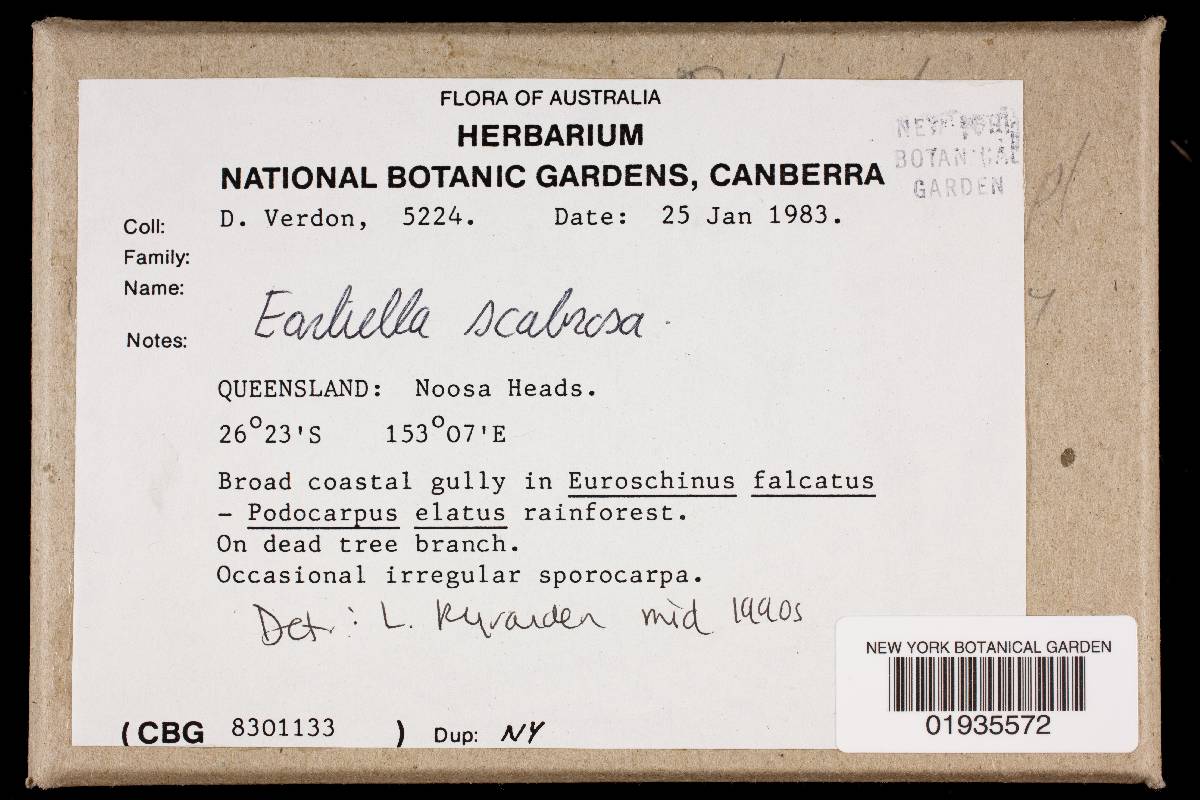 FLORA OF AUSTRALIA
HERBARIUM
NATIONAL BOTANIC GARDENS, CANBERRA
NEW YORK
BOTANICAL
GARDEN
Coll: D. Verdon, 5224. Date: 25 Jan 1983.
Family:
Name: Earliella scabrosa.
Notes:
QUEENSLAND: Noosa Heads.
26°23'S 153°07'E
Broad coastal gully in Euroschinus falcatus
- Podocarpus elatus rainforest.
On dead tree branch.
Occasional irregular sporocarpa.
Det.: L. Ryvarden mid 1990s
(CBG 8301133 ) Dup: NY
NEW YORK BOTANICAL GARDEN
01935572